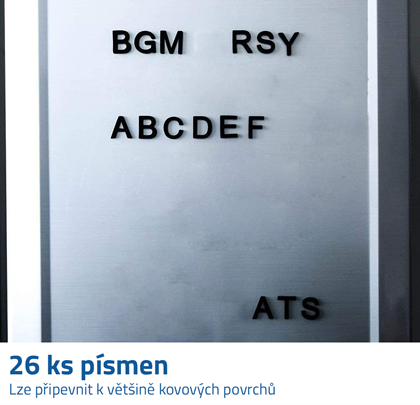 BGM RSY
ABCDEF
ATS
26 ks písmen
Lze připevnit k většině kovových povrchů